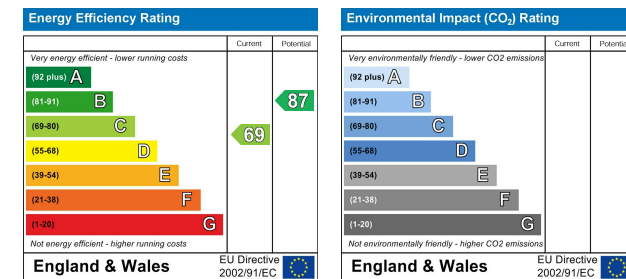 Energy Efficiency Rating
Current Potential
Very energy efficient - lower running costs
(92 plus) A
(81-91) B
87
(69-80) C
69
(55-68) D
(39-54) E
(21-38) F
(1-20) G
Not energy efficient - higher running costs
England & Wales
EU Directive
2002/91/EC
Environmental Impact (CO₂) Rating
Current Potential
Very environmentally friendly - lower CO2 emissions
(92 plus) A
(81-91) B
(69-80) C
(55-68) D
(39-54) E
(21-38) F
(1-20) G
Not environmentally friendly - higher CO2 emissions
England & Wales
EU Directive
2002/91/EC